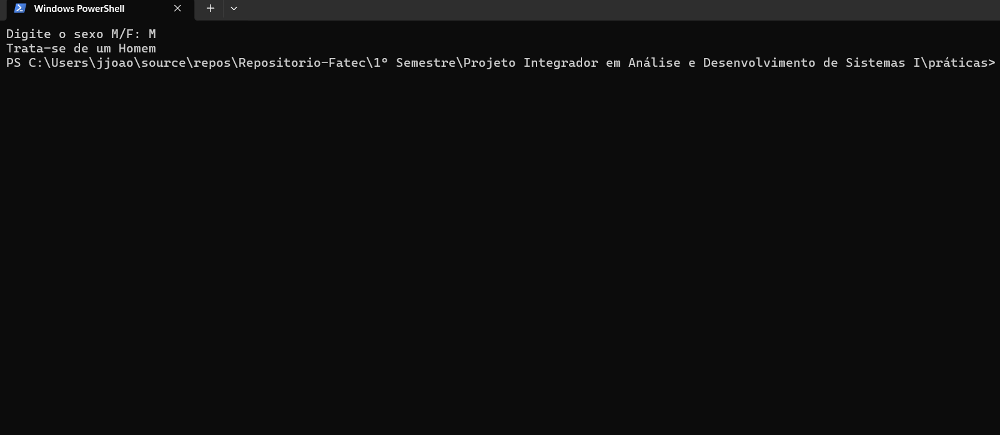 Windows PowerShell
Digite o sexo M/F: M
Trata-se de um Homem
PS C:\Users\jjoao\source\repos\Repositorio-Fatec\1º Semestre\Projeto Integrador em Análise e Desenvolvimento de Sistemas I\práticas>